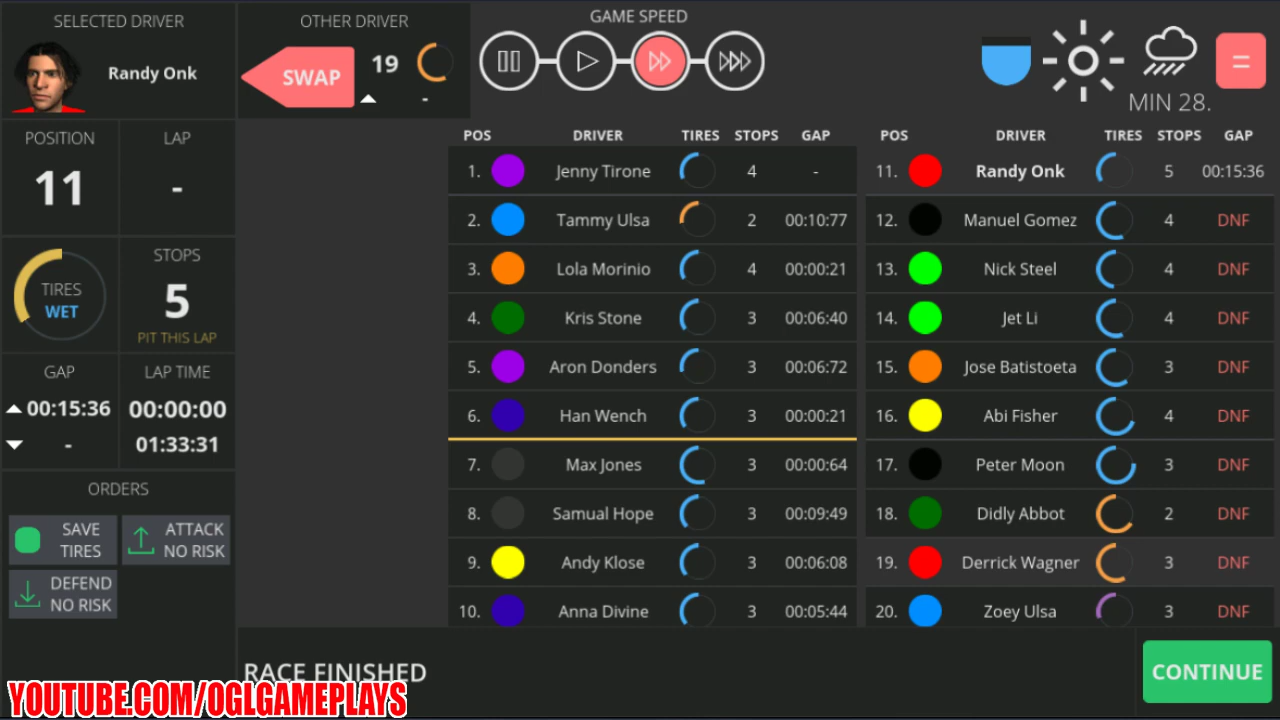 SELECTED DRIVER
Randy Onk
OTHER DRIVER
SWAP
19
-
GAME SPEED
MIN 28.
=
POSITION
11
LAP
-
TIRES
WET
STOPS
5
PIT THIS LAP
GAP
00:15:36
-
LAP TIME
00:00:00
01:33:31
ORDERS
SAVE
TIRES
ATTACK
NO RISK
DEFEND
NO RISK
POS DRIVER TIRES STOPS GAP
1. Jenny Tirone 4 -
2. Tammy Ulsa 2 00:10:77
3. Lola Morinio 4 00:00:21
4. Kris Stone 3 00:06:40
5. Aron Donders 3 00:06:72
6. Han Wench 3 00:00:21
7. Max Jones 3 00:00:64
8. Samual Hope 3 00:09:49
9. Andy Klose 3 00:06:08
10. Anna Divine 3 00:05:44
POS DRIVER TIRES STOPS GAP
11. Randy Onk 5 00:15:36
12. Manuel Gomez 4 DNF
13. Nick Steel 4 DNF
14. Jet Li 4 DNF
15. Jose Batistoeta 3 DNF
16. Abi Fisher 4 DNF
17. Peter Moon 3 DNF
18. Didly Abbot 2 DNF
19. Derrick Wagner 3 DNF
20. Zoey Ulsa 3 DNF
RACE FINISHED
CONTINUE
YOUTUBE.COM/OGLGAMEPLAYS